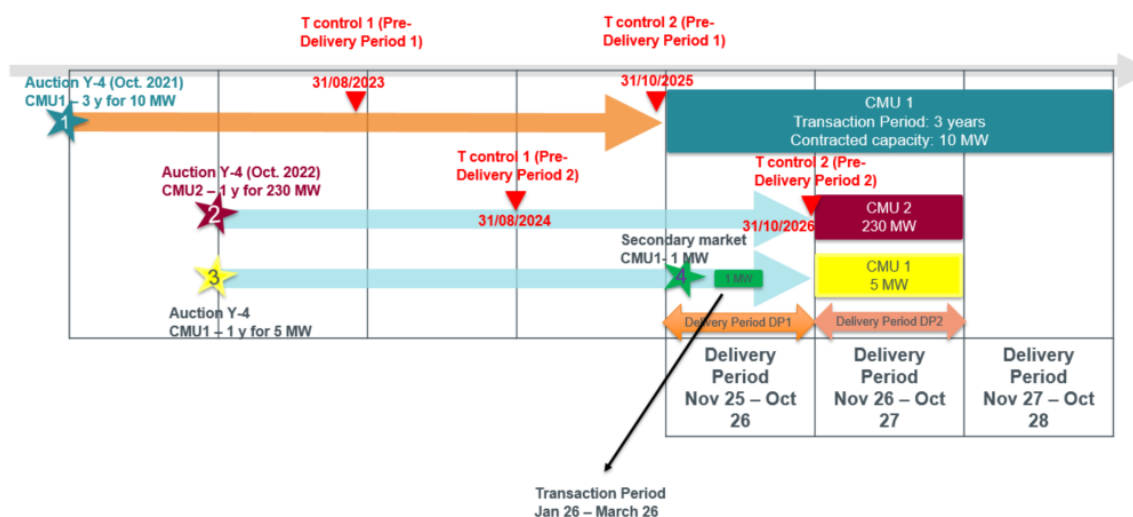 T control 1 (Pre-
Delivery Period 1)
T control 2 (Pre-
Delivery Period 1)
Auction Y-4 (Oct. 2021)
CMU1 – 3 y for 10 MW
31/08/2023
31/10/2025
1
CMU 1
Transaction Period: 3 years
Contracted capacity: 10 MW
Auction Y-4 (Oct. 2022)
CMU2 – 1 y for 230 MW
T control 1 (Pre-
Delivery Period 2)
T control 2 (Pre-
Delivery Period 2)
2
31/08/2024
31/10/2026
CMU 2
230 MW
Secondary market
CMU1- 1 MW
3
4
1 MW
CMU 1
5 MW
Auction Y-4
CMU1 – 1 y for 5 MW
Delivery Period DP1
Delivery Period DP2
Delivery
Period
Nov 25 – Oct
26
Delivery
Period
Nov 26 – Oct
27
Delivery
Period
Nov 27 – Oct
28
Transaction Period
Jan 26 – March 26